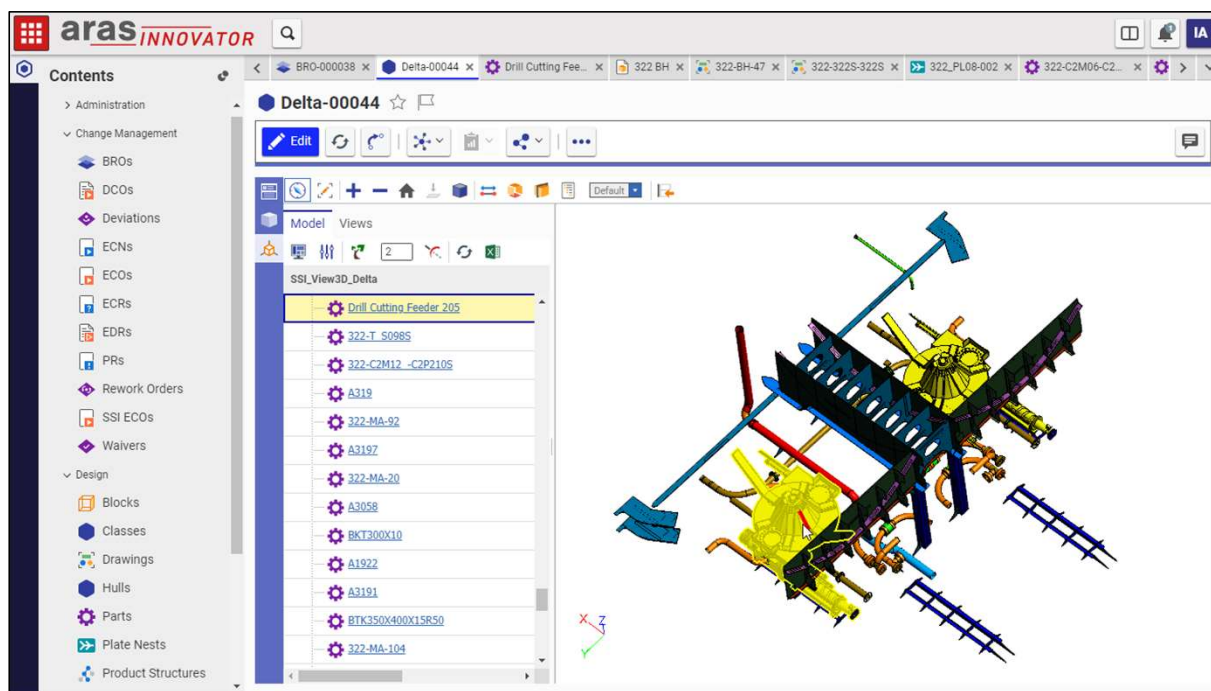 aras INNOVATOR
IA
Contents
BRO-000038
Delta-00044
Drill Cutting Fee...
322 BH
322-BH-47
322-322S-322S
322_PL08-002
322-C2M06-C2...
Administration
Change Management
BROs
DCOs
Deviations
ECNs
ECOs
ECRs
EDRs
PRs
Rework Orders
SSI ECOs
Waivers
Design
Blocks
Classes
Drawings
Hulls
Parts
Plate Nests
Product Structures
Delta-00044
Edit
Default
Model Views
2
SSI_View3D_Delta
Drill Cutting Feeder 205
322-T_S098S
322-C2M12_-C2P210S
A319
322-MA-92
A3197
322-MA-20
A3058
BKT300X10
A1922
A3191
BTK350X400X15R50
322-MA-104
X Z
Y